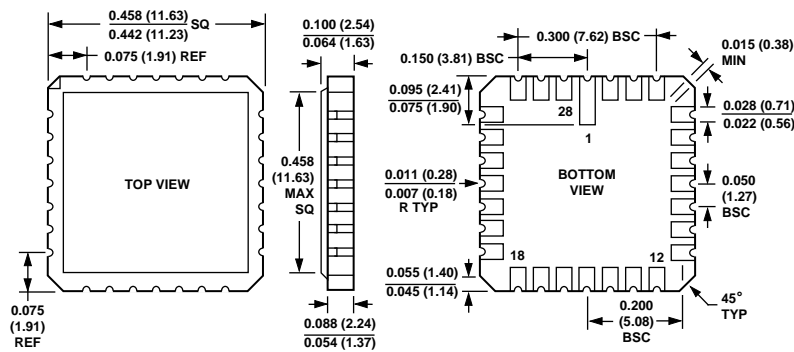 0.458 (11.63)
0.442 (11.23)
SQ
0.075 (1.91) REF
TOP VIEW
0.075
(1.91)
REF
0.100 (2.54)
0.064 (1.63)
0.458
(11.63)
MAX
SQ
0.088 (2.24)
0.054 (1.37)
0.300 (7.62) BSC
0.150 (3.81) BSC
0.015 (0.38)
MIN
0.095 (2.41)
0.075 (1.90)
28
1
0.028 (0.71)
0.022 (0.56)
0.011 (0.28)
0.007 (0.18)
R TYP
BOTTOM
VIEW
0.050
(1.27)
BSC
18
12
0.055 (1.40)
0.045 (1.14)
0.200
(5.08)
BSC
45°
TYP